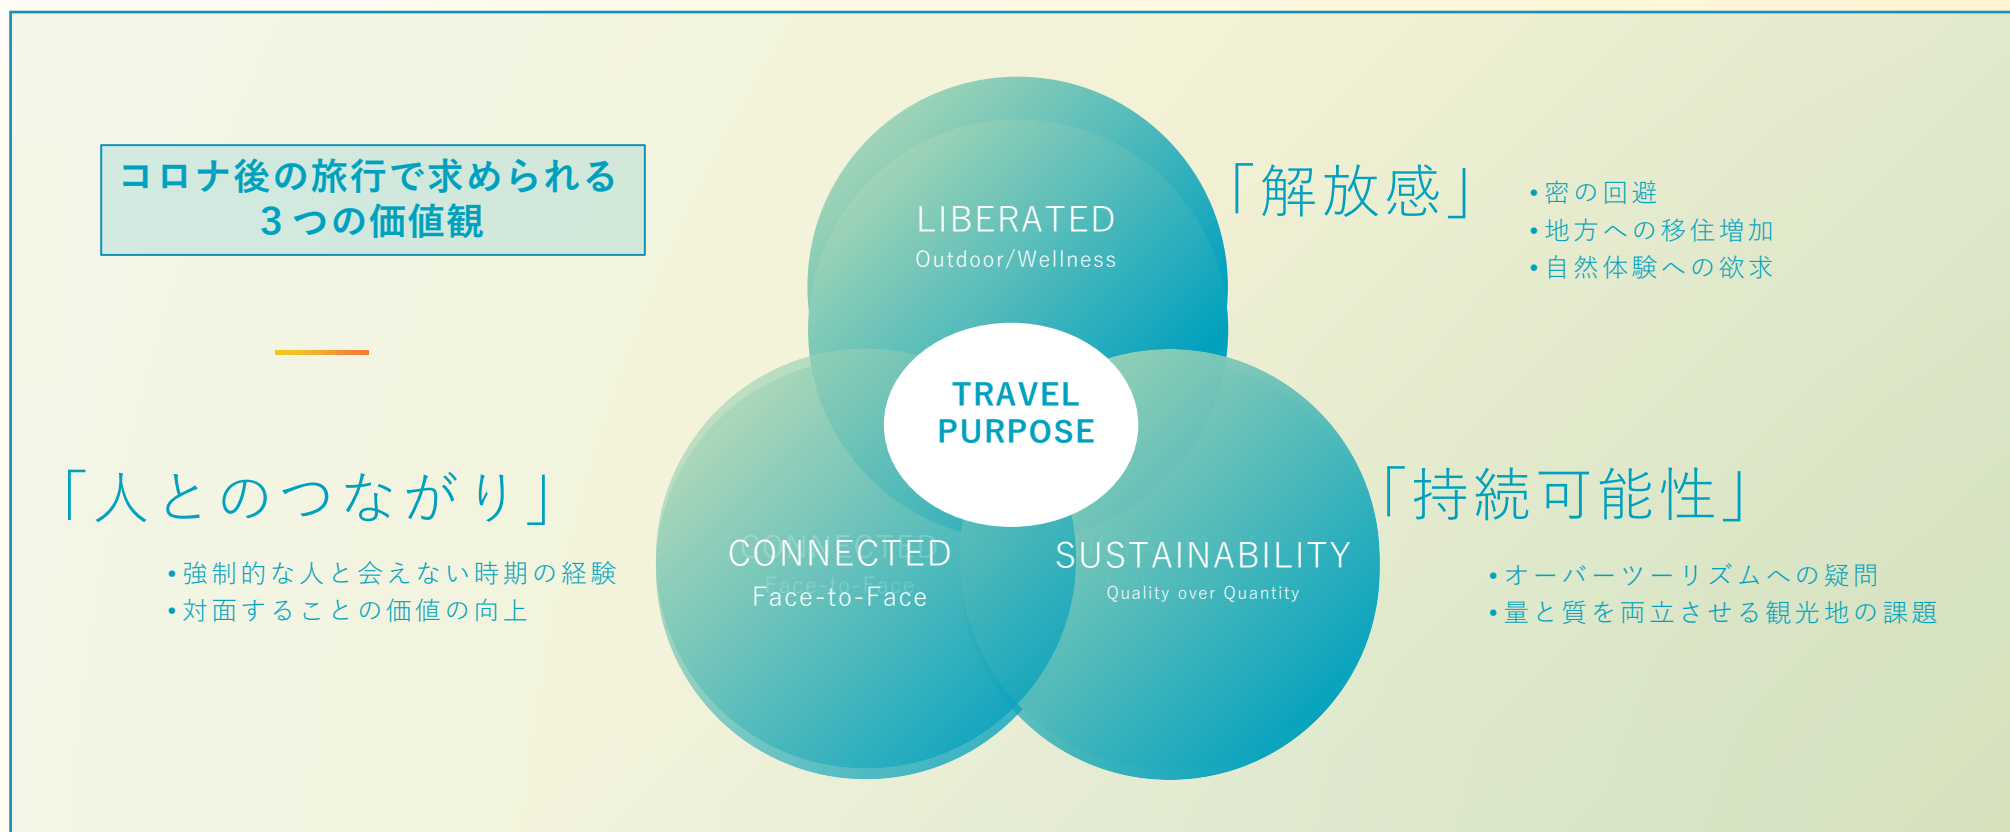 コロナ後の旅行で求められる
３つの価値観
LIBERATED
Outdoor/Wellness
「解放感」
•密の回避
•地方への移住増加
•自然体験への欲求
TRAVEL
PURPOSE
「人とのつながり」
•強制的な人と会えない時期の経験
•対面することの価値の向上
CONNECTED
CONNECTED
Face-to-Face
Face-to-Face
SUSTAINABILITY
Quality over Quantity
「持続可能性」
•オーバーツーリズムへの疑問
•量と質を両立させる観光地の課題